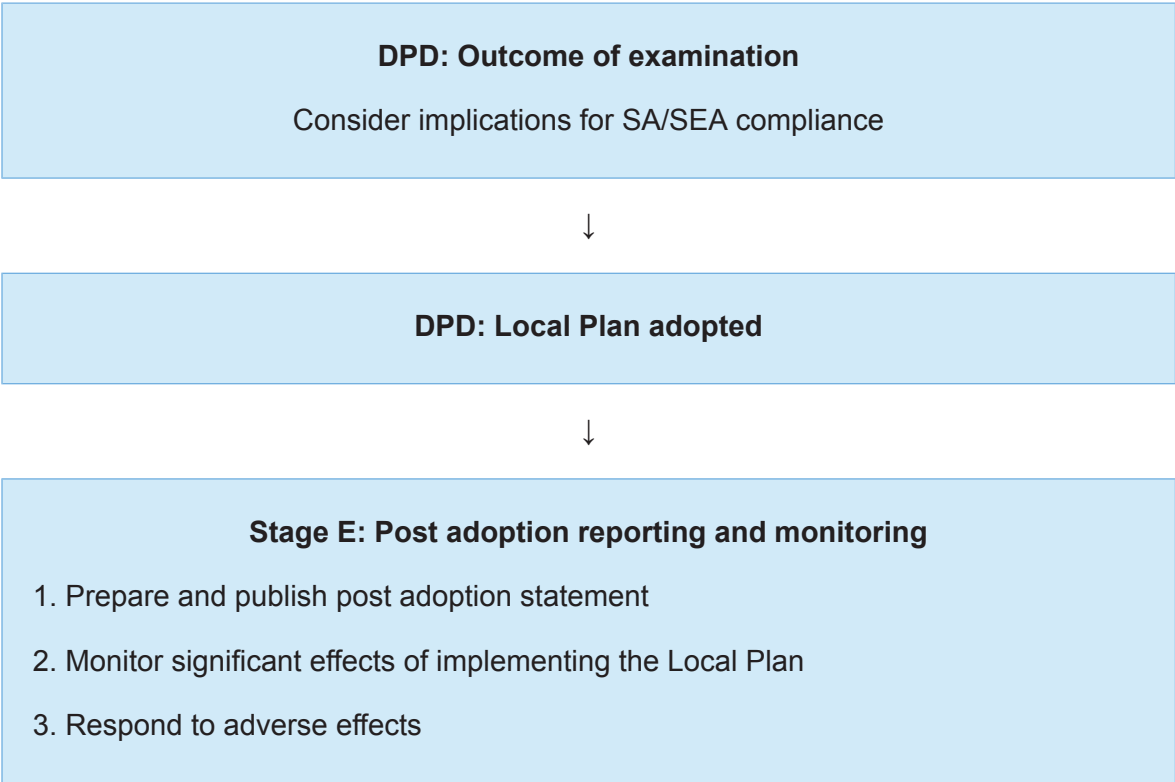 DPD: Outcome of examination
Consider implications for SA/SEA compliance
↓
DPD: Local Plan adopted
↓
Stage E: Post adoption reporting and monitoring
1. Prepare and publish post adoption statement
2. Monitor significant effects of implementing the Local Plan
3. Respond to adverse effects